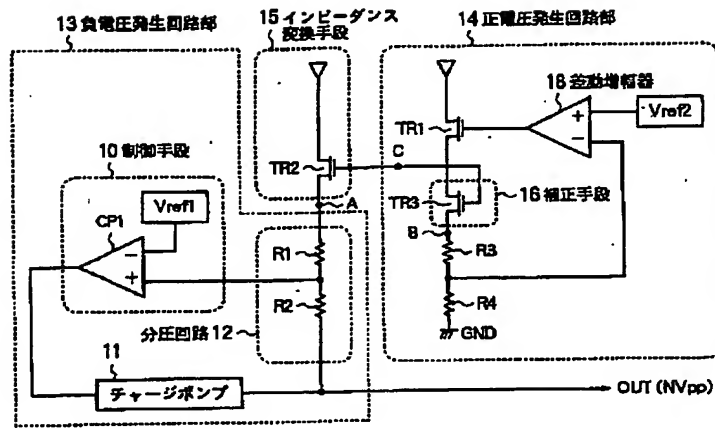 13 負電圧発生回路部
15 インピーダンス
変換手段
14 正電圧発生回路部
18 差動増幅器
Vref2
+
−
TR1
C
10 制御手段
Vref1
CP1
−
+
TR2
A
TR3
16 補正手段
B
R1
R3
R2
R4
分圧回路 12
GND
11
チャージポンプ
OUT (NVpp)